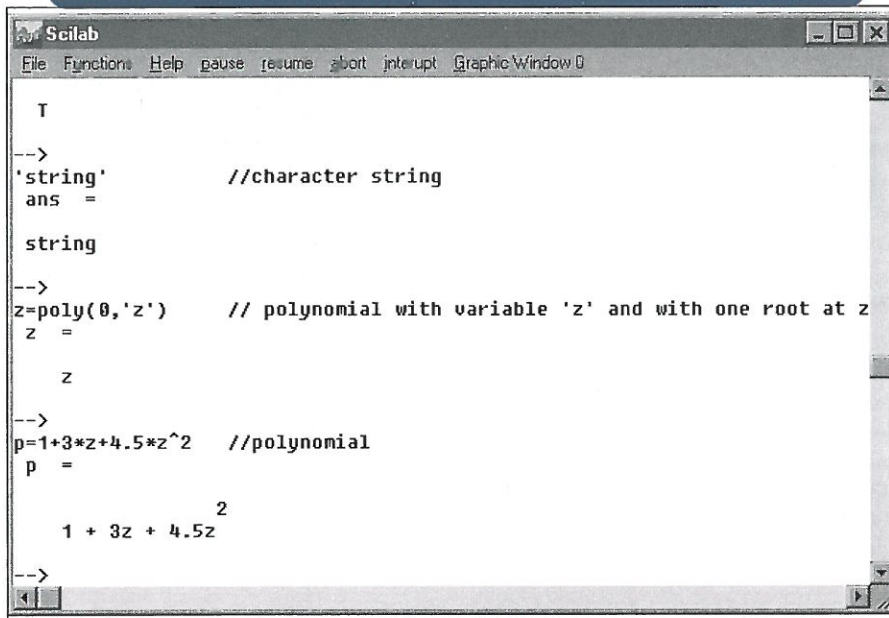 Scilab
File Functions Help pause resume abort interupt Graphic Window 0
T
-->
'string' //character string
ans =
string
-->
z=poly(0,'z') // polynomial with variable 'z' and with one root at z
z =
z
-->
p=1+3*z+4.5*z^2 //polynomial
p =
2
1 + 3z + 4.5z
-->